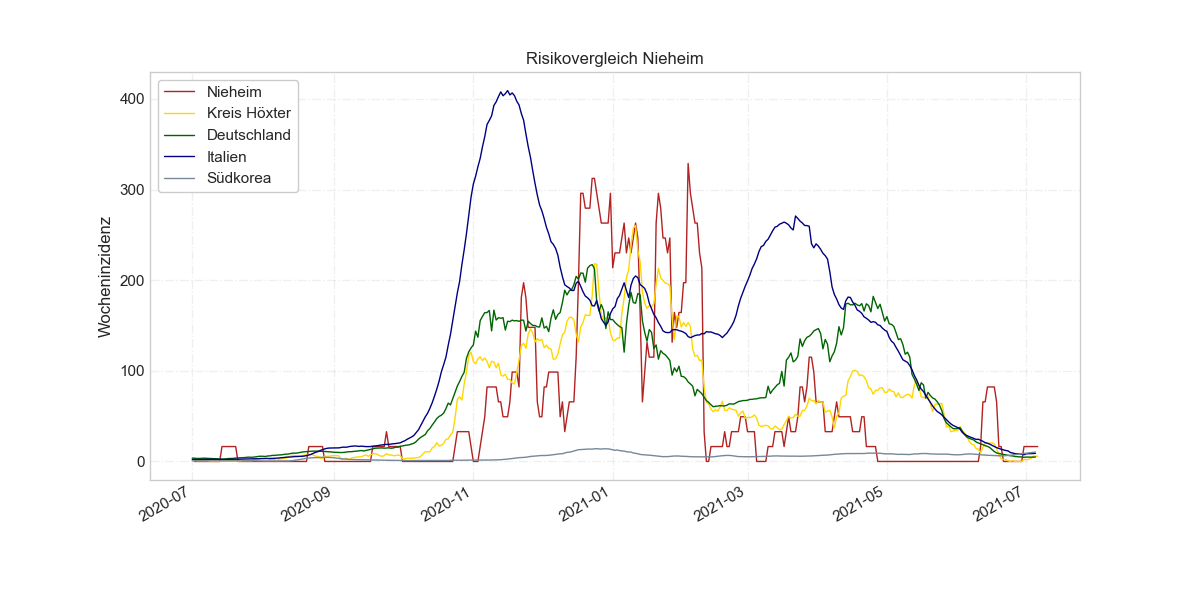 Risikovergleich Nieheim
Nieheim
Kreis Höxter
Deutschland
Italien
Südkorea
Wocheninzidenz
400
300
200
100
0
2020-07
2020-09
2020-11
2021-01
2021-03
2021-05
2021-07